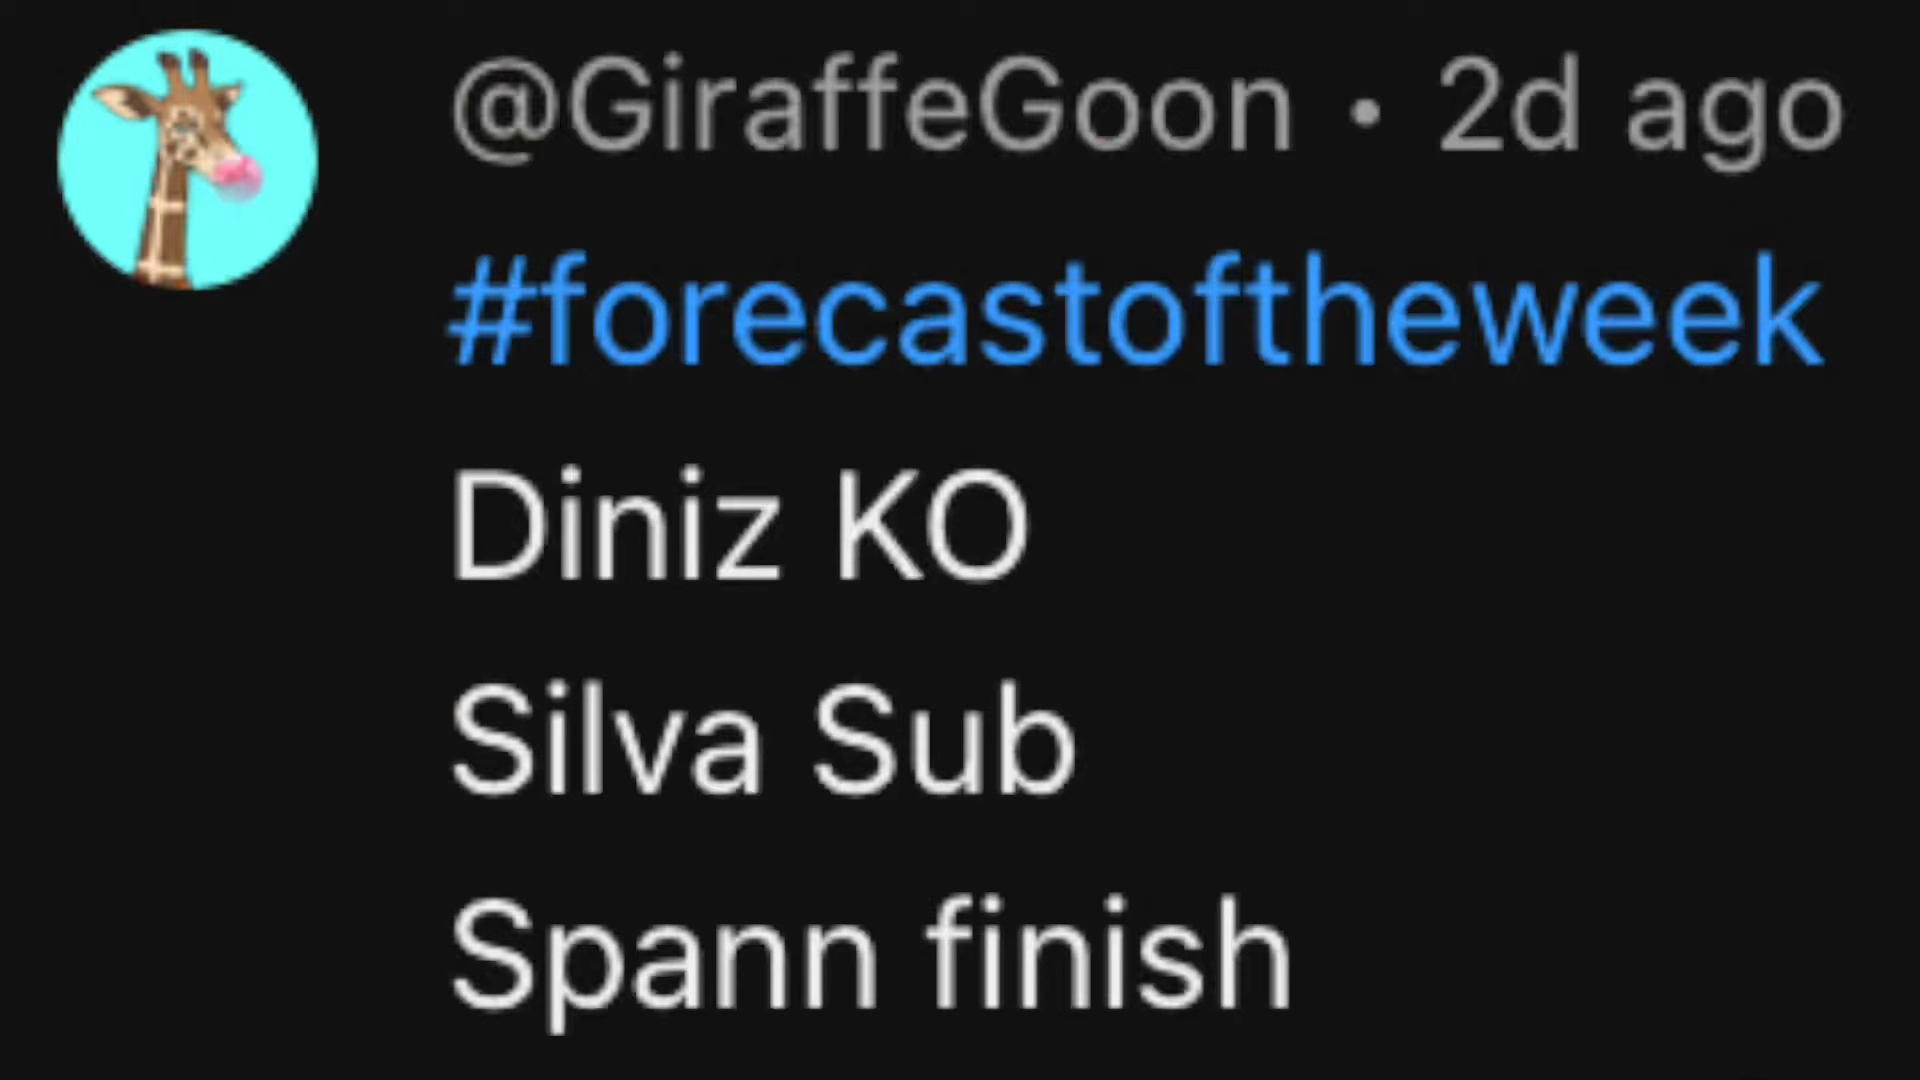 @GiraffeGoon • 2d ago
#forecastoftheweek
Diniz KO
Silva Sub
Spann finish